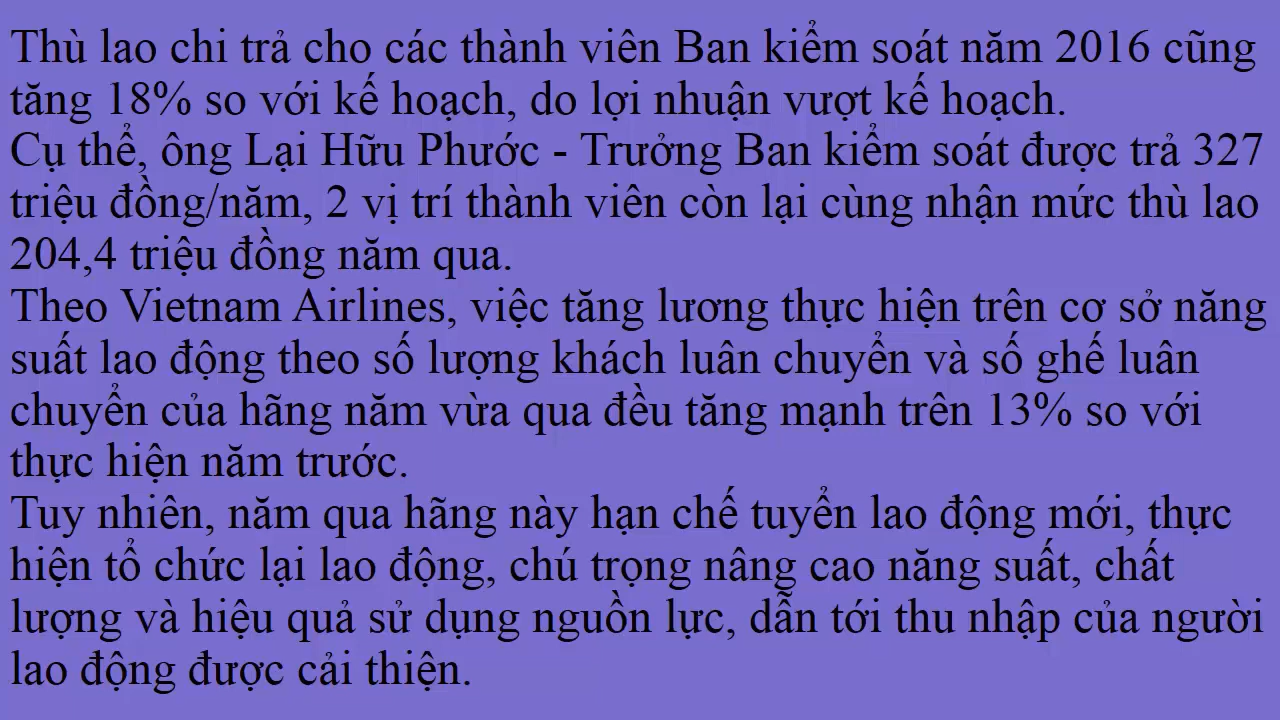 Thù lao chi trả cho các thành viên Ban kiểm soát năm 2016 cũng
tăng 18% so với kế hoạch, do lợi nhuận vượt kế hoạch.
Cụ thể, ông Lại Hữu Phước - Trưởng Ban kiểm soát được trả 327
triệu đồng/năm, 2 vị trí thành viên còn lại cùng nhận mức thù lao
204,4 triệu đồng năm qua.
Theo Vietnam Airlines, việc tăng lương thực hiện trên cơ sở năng
suất lao động theo số lượng khách luân chuyển và số ghế luân
chuyển của hãng năm vừa qua đều tăng mạnh trên 13% so với
thực hiện năm trước.
Tuy nhiên, năm qua hãng này hạn chế tuyển lao động mới, thực
hiện tổ chức lại lao động, chú trọng nâng cao năng suất, chất
lượng và hiệu quả sử dụng nguồn lực, dẫn tới thu nhập của người
lao động được cải thiện.